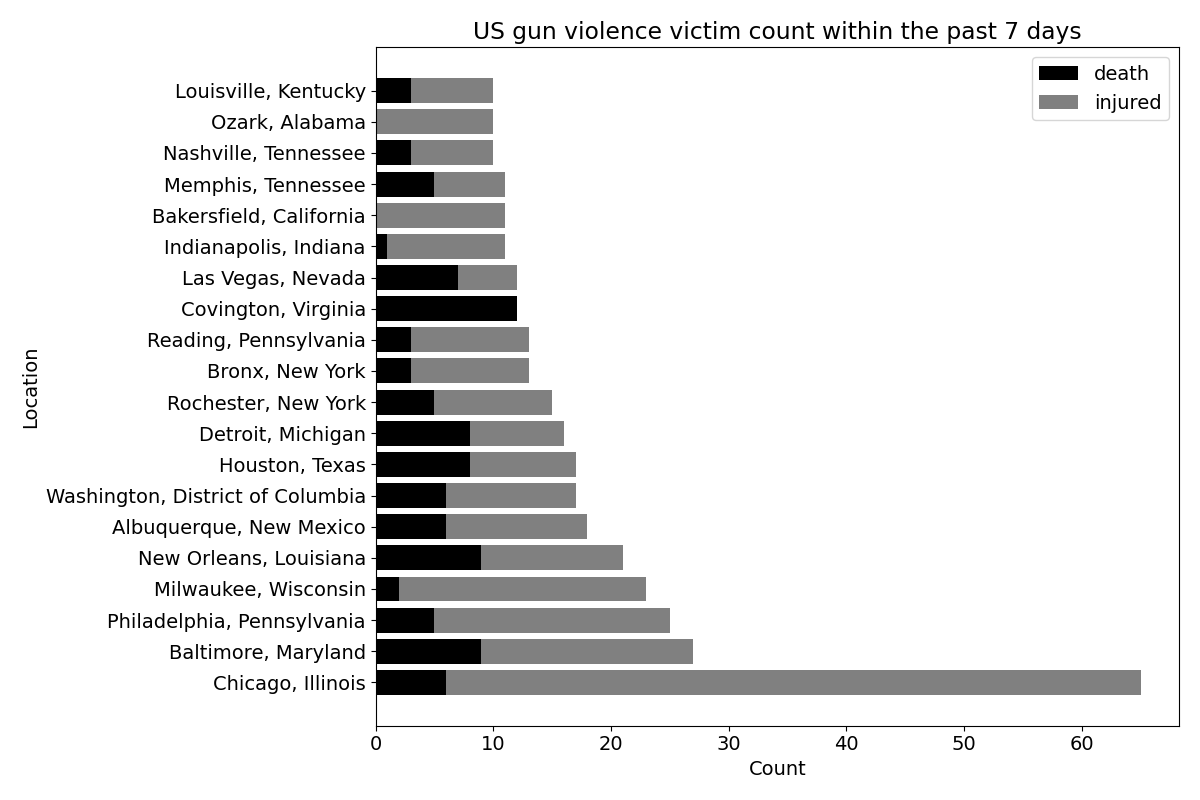 US gun violence victim count within the past 7 days
death
injured
Location
Louisville, Kentucky
Ozark, Alabama
Nashville, Tennessee
Memphis, Tennessee
Bakersfield, California
Indianapolis, Indiana
Las Vegas, Nevada
Covington, Virginia
Reading, Pennsylvania
Bronx, New York
Rochester, New York
Detroit, Michigan
Houston, Texas
Washington, District of Columbia
Albuquerque, New Mexico
New Orleans, Louisiana
Milwaukee, Wisconsin
Philadelphia, Pennsylvania
Baltimore, Maryland
Chicago, Illinois
0 10 20 30 40 50 60
Count